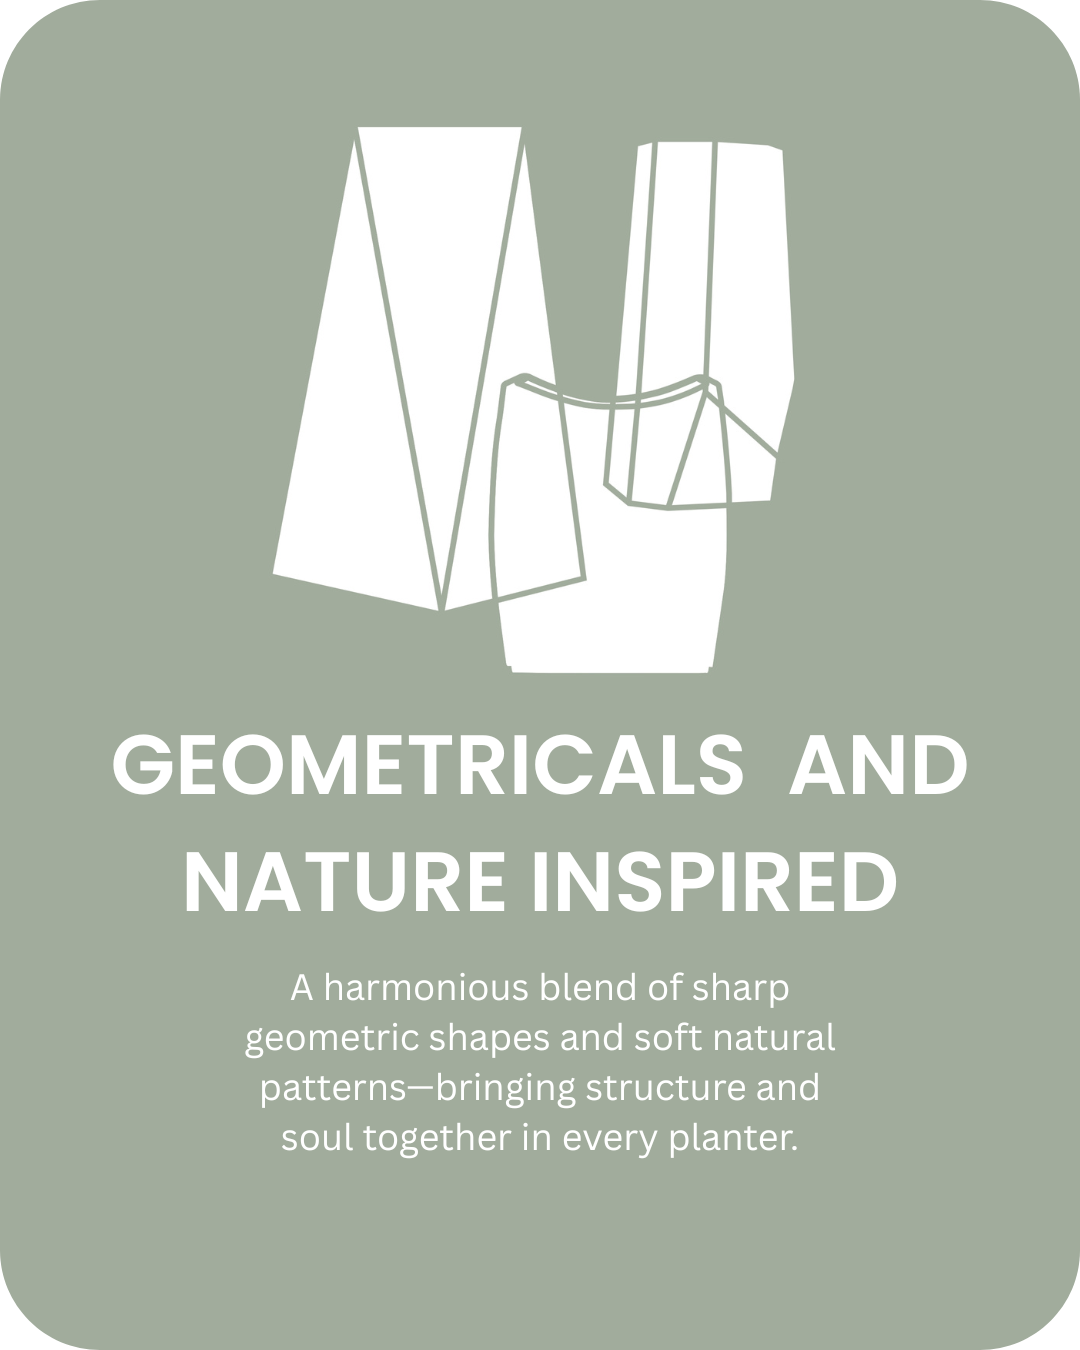 GEOMETRICALS AND
NATURE INSPIRED
A harmonious blend of sharp
geometric shapes and soft natural
patterns—bringing structure and
soul together in every planter.